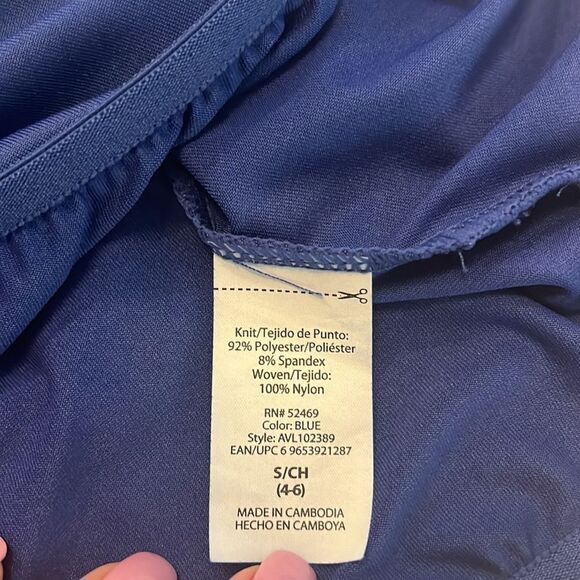 Knit/Tejido de Punto:
92% Polyester/Poliéster
8% Spandex
Woven/Tejido:
100% Nylon
RN# 52469
Color: BLUE
Style: AVL102389
EAN/UPC 6 9653921287
S/CH
(4-6)
MADE IN CAMBODIA
HECHO EN CAMBOYA